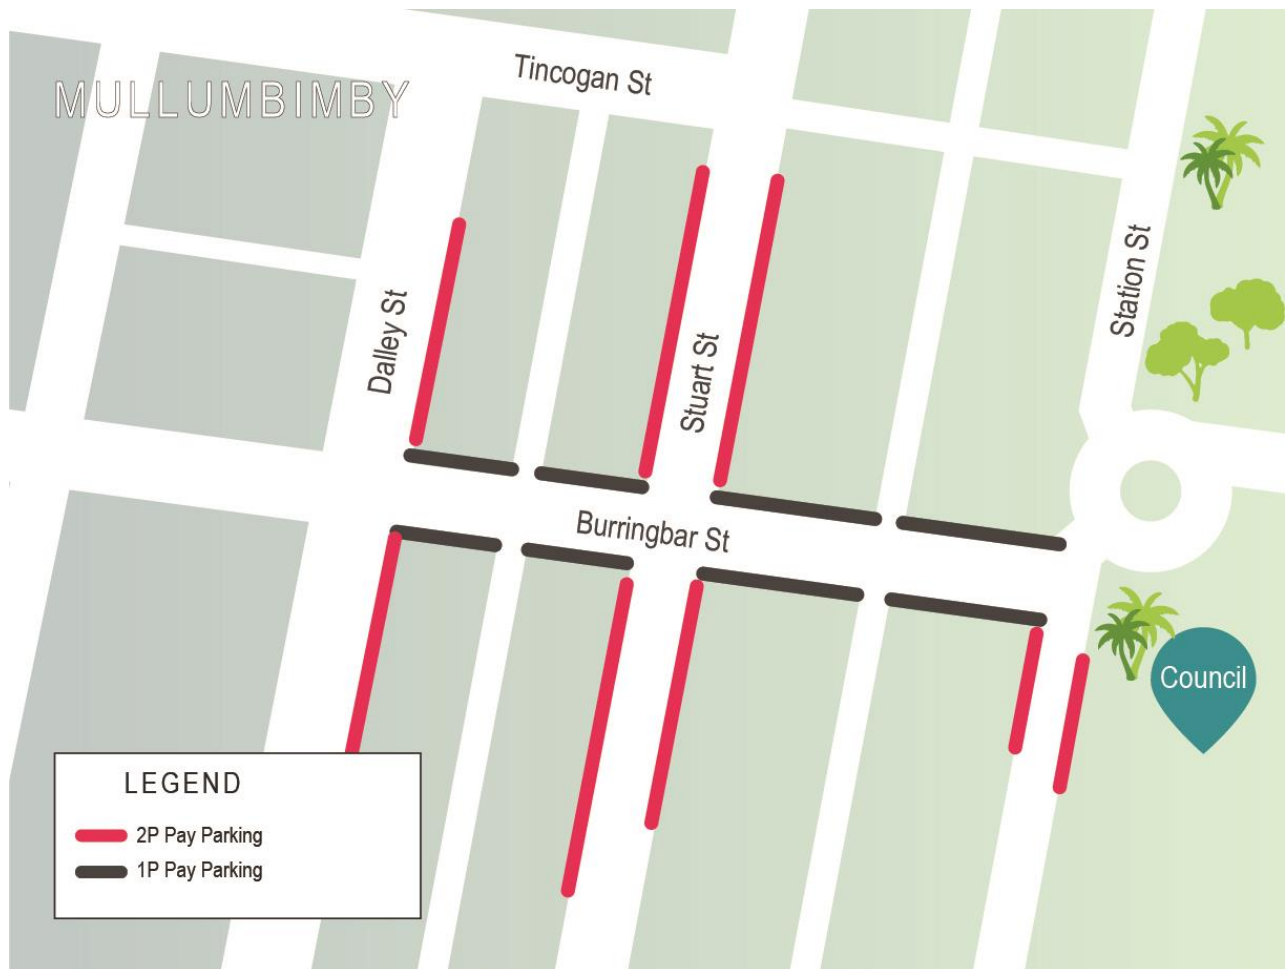 Tincogan St
MULLUMBIMBY
Station St
Dalley St
Stuart St
Burringbar St
Council
LEGEND
2P Pay Parking
1P Pay Parking